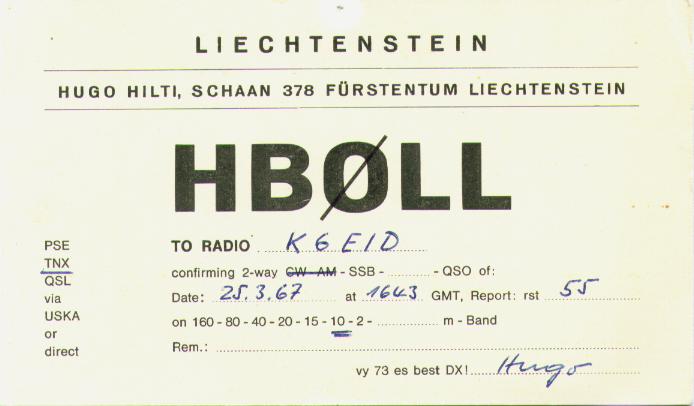 LIECHTENSTEIN
HUGO HILTI, SCHAAN 378 FÜRSTENTUM LIECHTENSTEIN
HBØLL
PSE
TNX
QSL
via
USKA
or
direct
TO RADIO K6EID
confirming 2-way CW-AM - SSB - - QSO of:
Date: 25.3.67 at 1643 GMT, Report: rst 55
on 160 - 80 - 40 - 20 - 15 - 10 - 2 - m - Band
Rem.:
vy 73 es best DX! Hugo